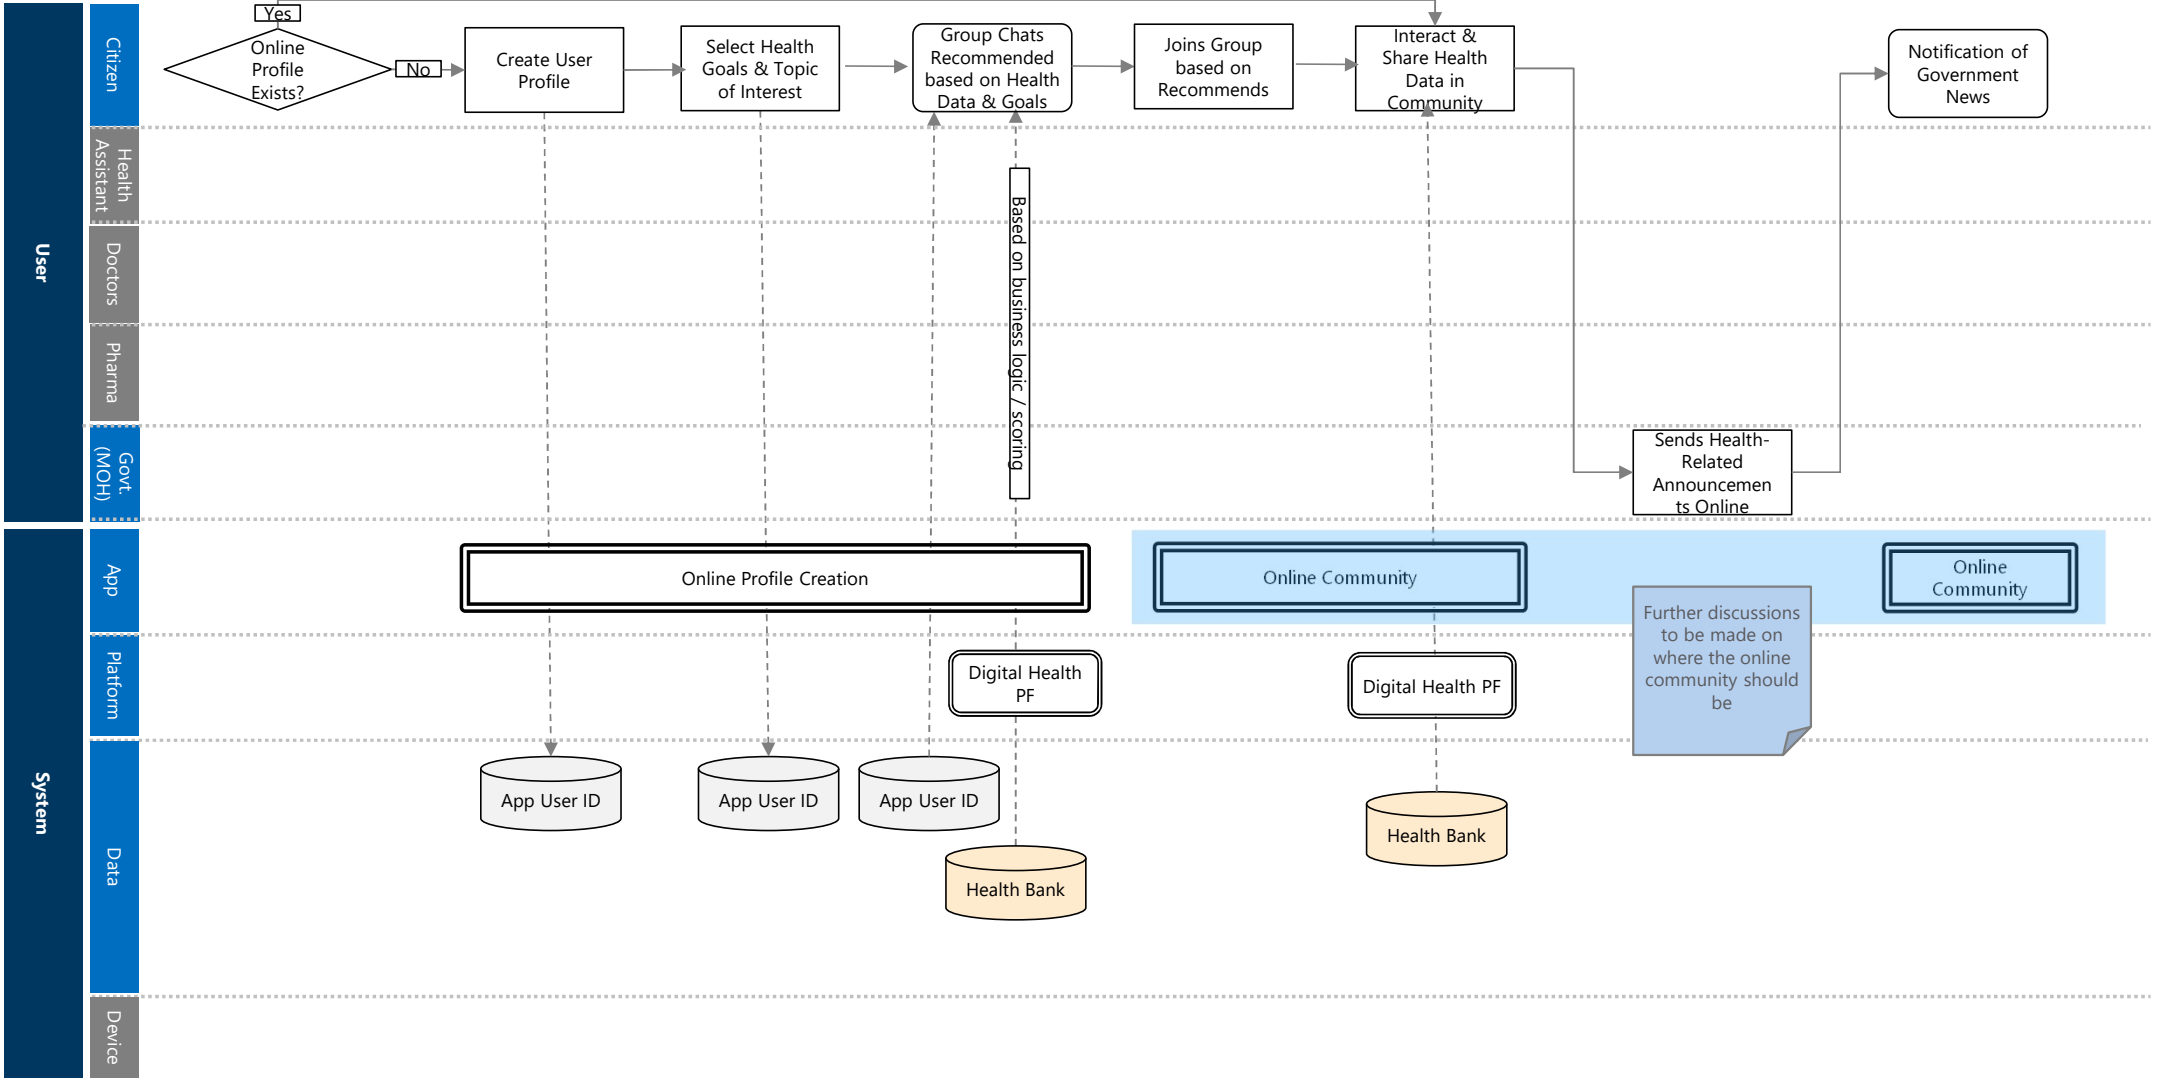 Yes
Online
Profile
Exists?
No
Create User
Profile
Select Health
Goals & Topic
of Interest
Group Chats
Recommended
based on Health
Data & Goals
Joins Group
based on
Recommends
Interact &
Share Health
Data in
Community
Notification of
Government
News
User
Citizen
Health
Assistant
Doctors
Pharma
Govt.
(MOH)
Based on business logic / scoring
Sends Health-
Related
Announcemen
ts Online
System
App
Online Profile Creation
Online Community
Online
Community
Further discussions
to be made on
where the online
community should
be
Platform
Digital Health
PF
Digital Health PF
Data
App User ID
App User ID
App User ID
Health Bank
Health Bank
Device